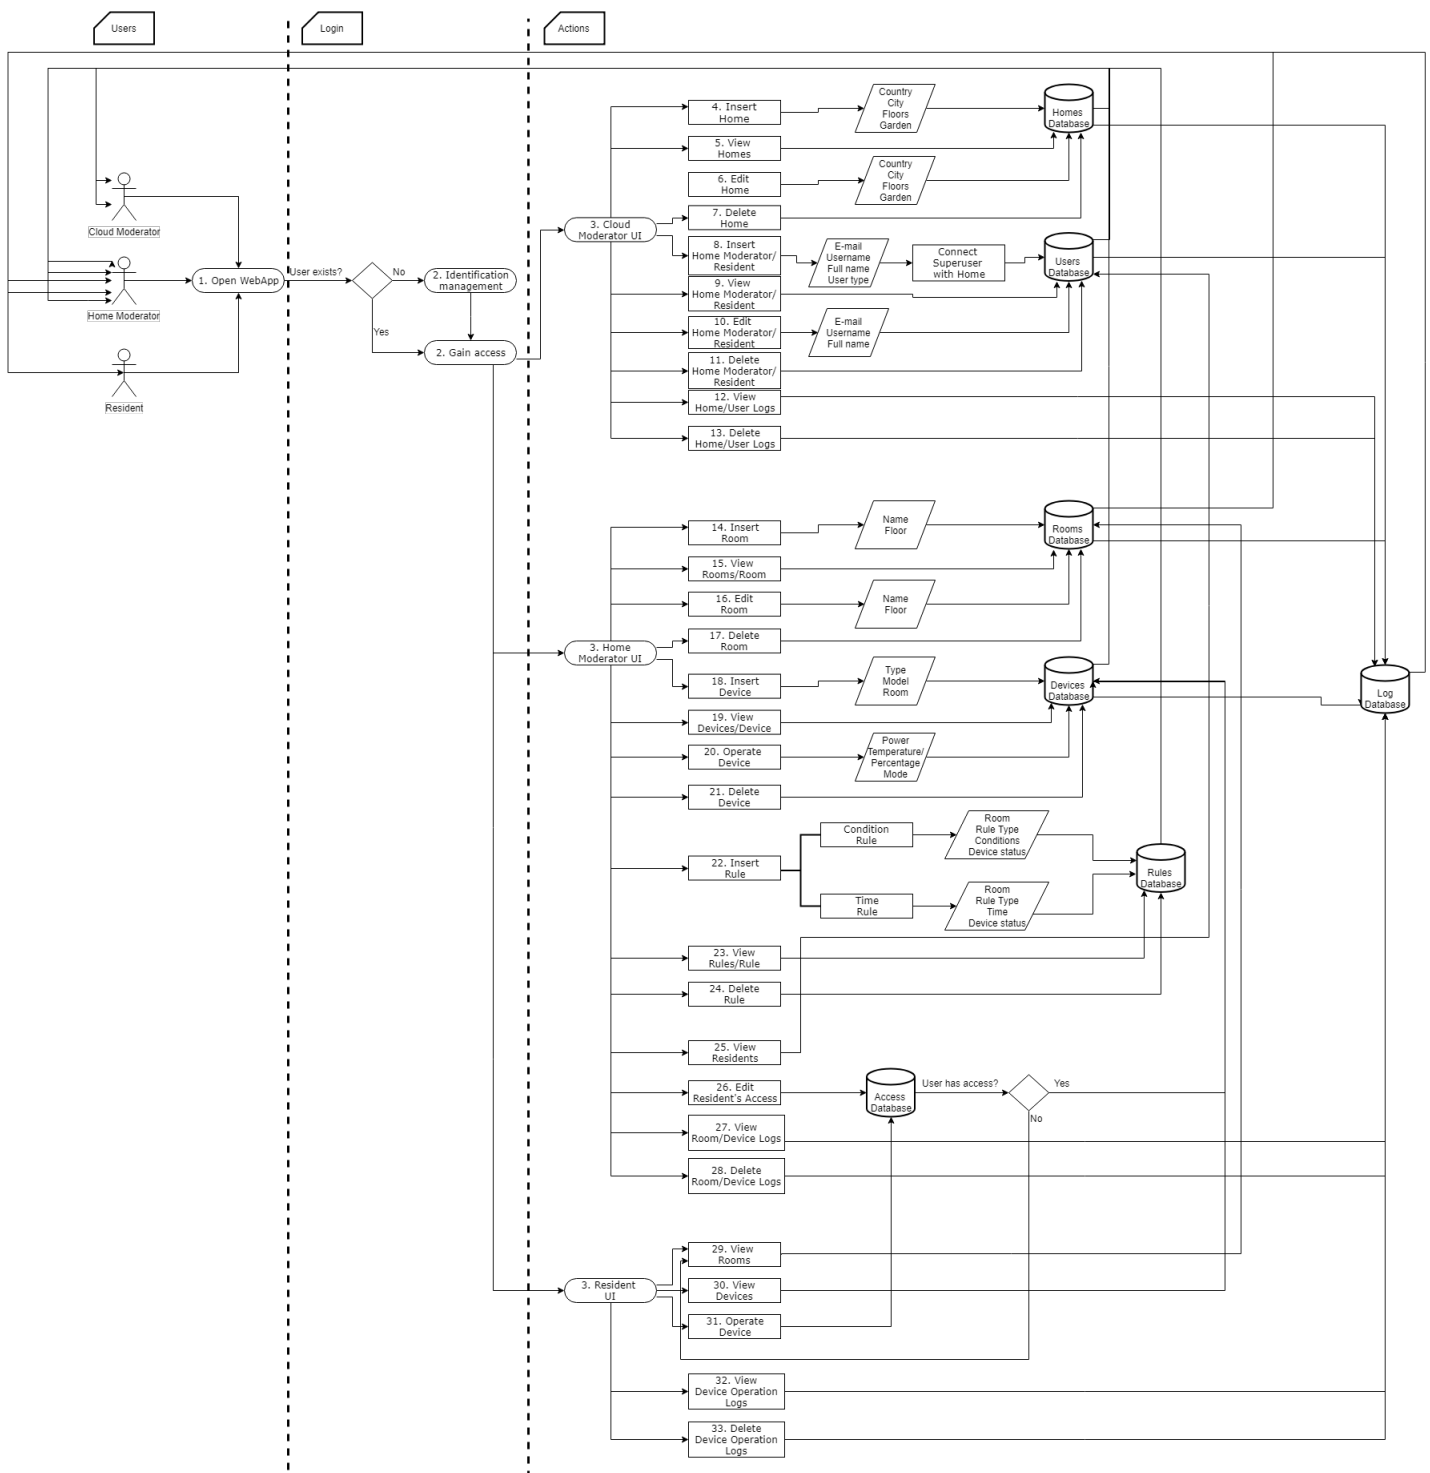 Users
Login
Actions
Cloud Moderator
Home Moderator
Resident
1. Open WebApp
User exists?
No
Yes
2. Identification
management
2. Gain access
3. Cloud
Moderator UI
4. Insert
Home
Country
City
Floors
Garden
Homes
Database
5. View
Homes
6. Edit
Home
Country
City
Floors
Garden
7. Delete
Home
8. Insert
Home Moderator/
Resident
E-mail
Username
Full name
User type
Connect
Superuser
with Home
Users
Database
9. View
Home Moderator/
Resident
10. Edit
Home Moderator/
Resident
E-mail
Username
Full name
11. Delete
Home Moderator/
Resident
12. View
Home/User Logs
13. Delete
Home/User Logs
3. Home
Moderator UI
14. Insert
Room
Name
Floor
Rooms
Database
15. View
Rooms/Room
16. Edit
Room
Name
Floor
17. Delete
Room
18. Insert
Device
Type
Model
Room
Devices
Database
Log
Database
19. View
Devices/Device
20. Operate
Device
Power
Temperature/
Percentage
Mode
21. Delete
Device
22. Insert
Rule
Condition
Rule
Room
Rule Type
Conditions
Device status
Time
Rule
Room
Rule Type
Time
Device status
Rules
Database
23. View
Rules/Rule
24. Delete
Rule
25. View
Residents
26. Edit
Resident's Access
Access
Database
User has access?
Yes
No
27. View
Room/Device Logs
28. Delete
Room/Device Logs
3. Resident
UI
29. View
Rooms
30. View
Devices
31. Operate
Device
32. View
Device Operation
Logs
33. Delete
Device Operation
Logs